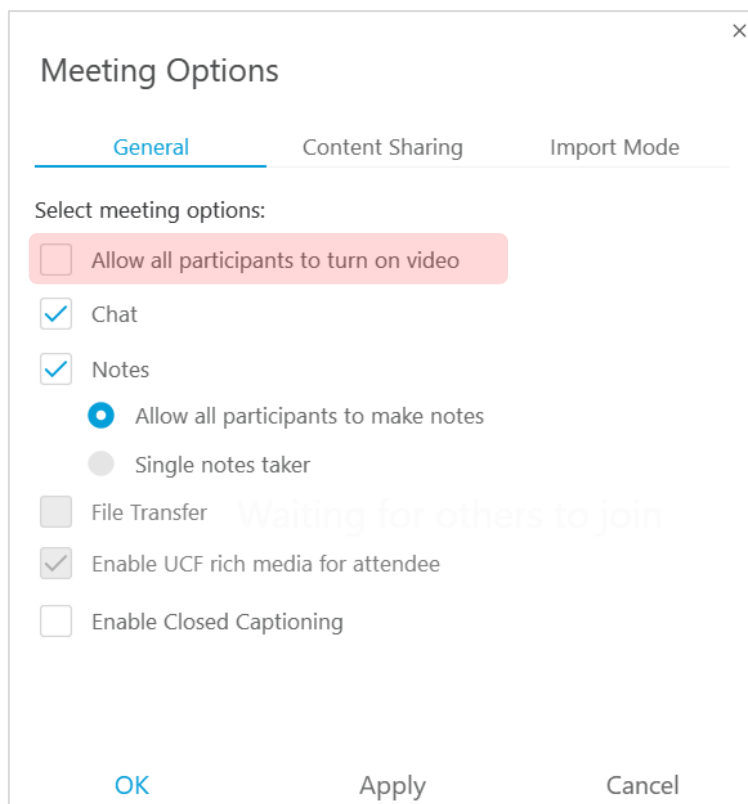 Meeting Options
General Content Sharing Import Mode
Select meeting options:
Allow all participants to turn on video
Chat
Notes
Allow all participants to make notes
Single notes taker
File Transfer
Waiting for others to join
Enable UCF rich media for attendee
Enable Closed Captioning
OK Apply Cancel